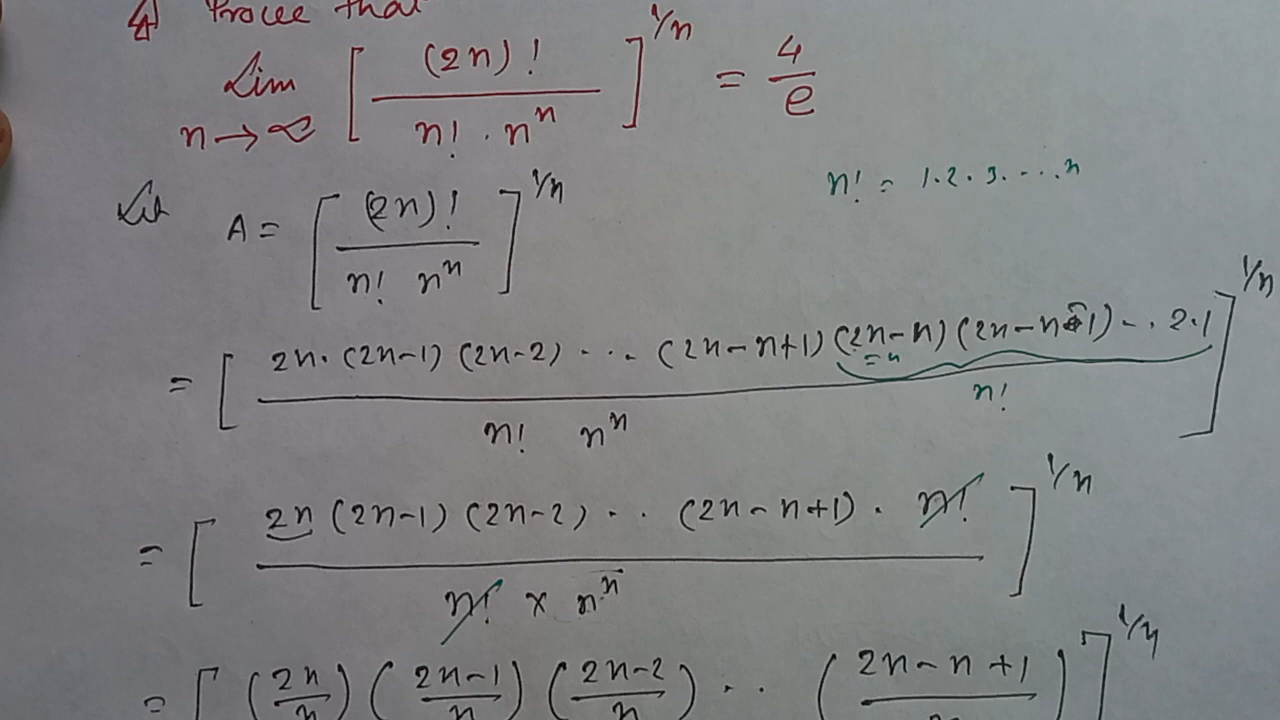 4) Prove that
Lim n→∞ [ (2n)! / n! . n^n ]^1/n = 4/e
n! = 1.2.3. ...n
Let A = [ (2n)! / n! n^n ]^1/n
= [ 2n.(2n-1)(2n-2) ... (2n-n+1)(2n-n)(2n-n-1)-.. 2.1 / n! n^n ]^1/n
=n
n!
= [ 2n(2n-1)(2n-2)... (2n-n+1). n! / n! × n^n ]^1/n
= [ (2n/n)(2n-1/n)(2n-2/n)... (2n-n+1/n) ]^1/n